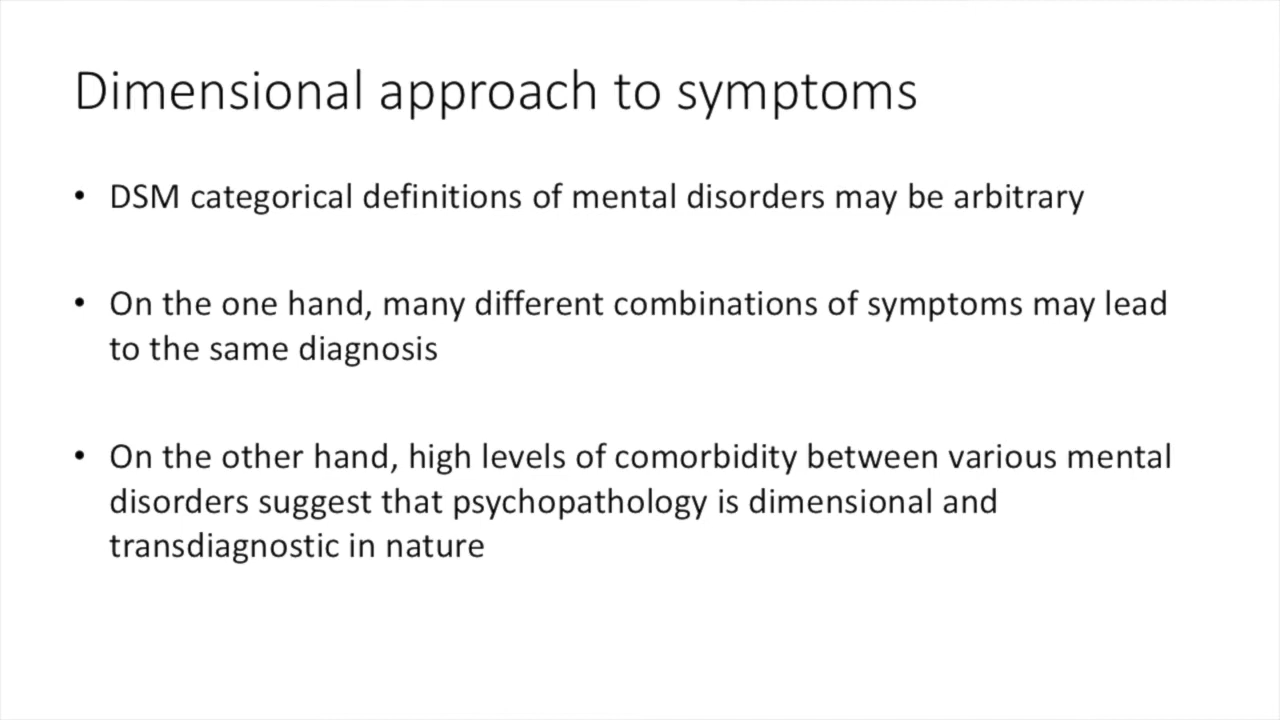 Dimensional approach to symptoms
• DSM categorical definitions of mental disorders may be arbitrary
• On the one hand, many different combinations of symptoms may lead
to the same diagnosis
• On the other hand, high levels of comorbidity between various mental
disorders suggest that psychopathology is dimensional and
transdiagnostic in nature